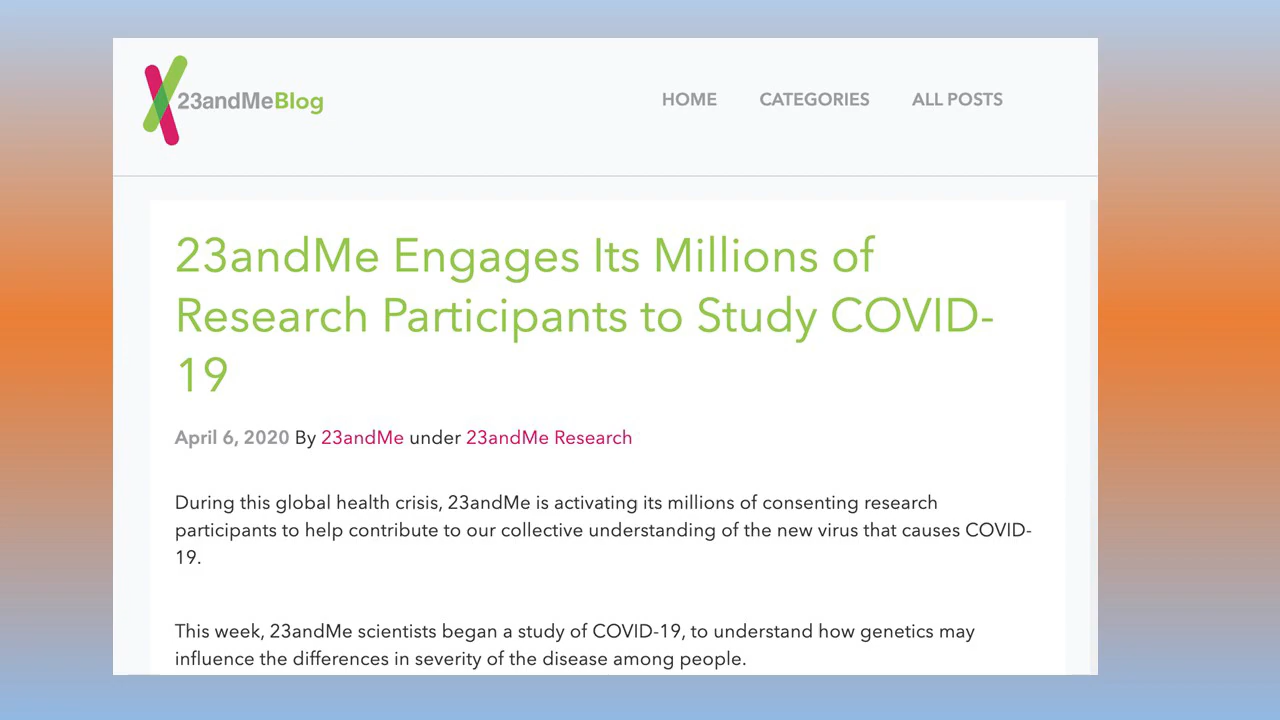 23andMeBlog
HOME CATEGORIES ALL POSTS
23andMe Engages Its Millions of
Research Participants to Study COVID-
19
April 6, 2020 By 23andMe under 23andMe Research
During this global health crisis, 23andMe is activating its millions of consenting research
participants to help contribute to our collective understanding of the new virus that causes COVID-
19.
This week, 23andMe scientists began a study of COVID-19, to understand how genetics may
influence the differences in severity of the disease among people.